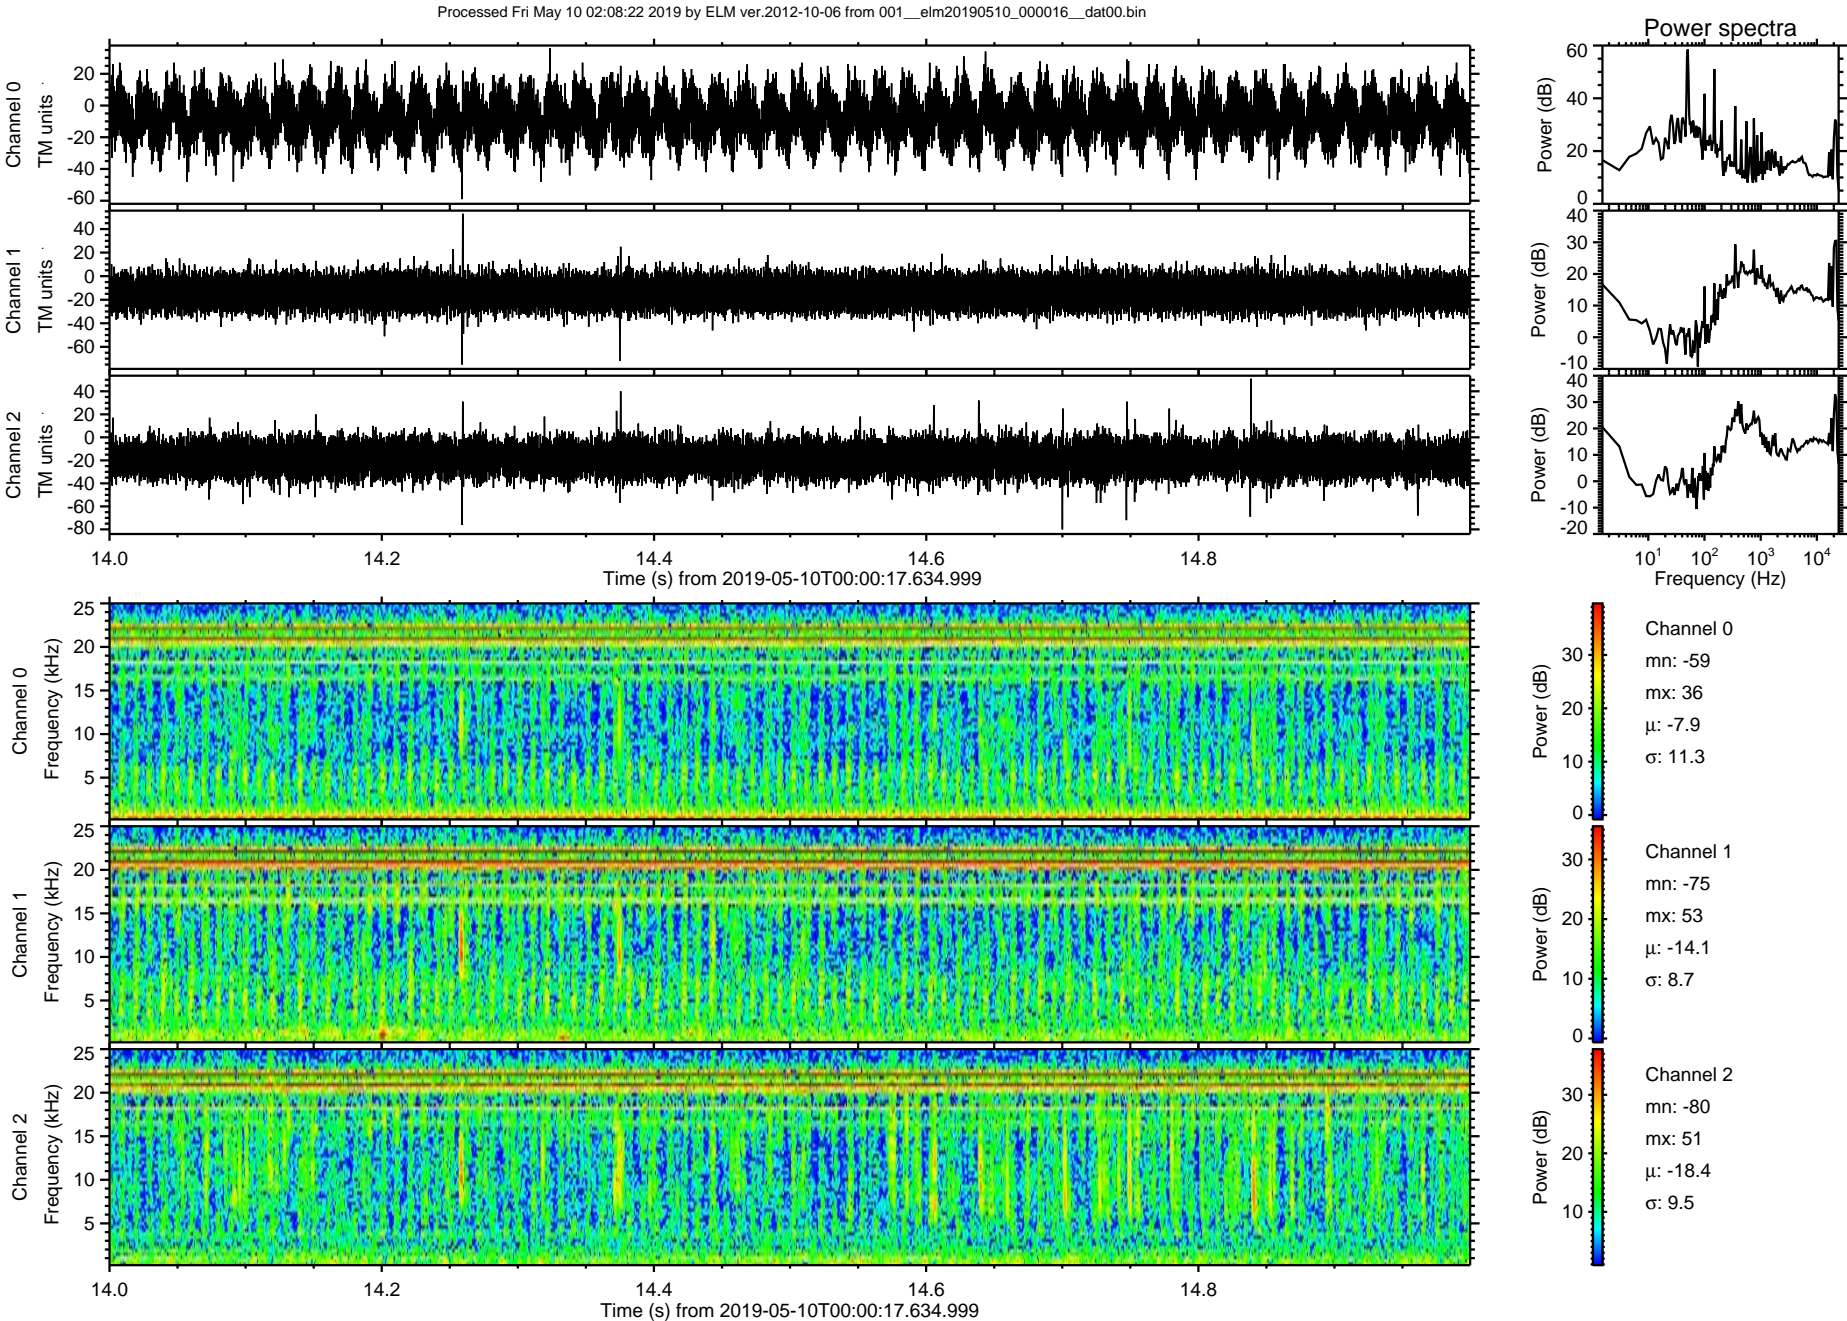 Processed Fri May 10 02:08:22 2019 by ELM ver.2012-10-06 from 001__elm20190510_000016__dat00.bin
Power spectra
Channel 0
TM units
20
0
-20
-40
-60
Power (dB)
60
40
20
0
Channel 1
TM units
40
20
0
-20
-40
-60
Power (dB)
40
30
20
10
0
-10
Channel 2
TM units
40
20
0
-20
-40
-60
-80
Power (dB)
40
30
20
10
0
-10
-20
14.0 14.2 14.4 14.6 14.8
Time (s) from 2019-05-10T00:00:17.634.999
10^1 10^2 10^3 10^4
Frequency (Hz)
Channel 0
Frequency (kHz)
25
20
15
10
5
Power (dB)
30
20
10
0
Channel 0
mn: -59
mx: 36
μ: -7.9
σ: 11.3
Channel 1
Frequency (kHz)
25
20
15
10
5
Power (dB)
30
20
10
0
Channel 1
mn: -75
mx: 53
μ: -14.1
σ: 8.7
Channel 2
Frequency (kHz)
25
20
15
10
5
Power (dB)
30
20
10
Channel 2
mn: -80
mx: 51
μ: -18.4
σ: 9.5
14.0 14.2 14.4 14.6 14.8
Time (s) from 2019-05-10T00:00:17.634.999